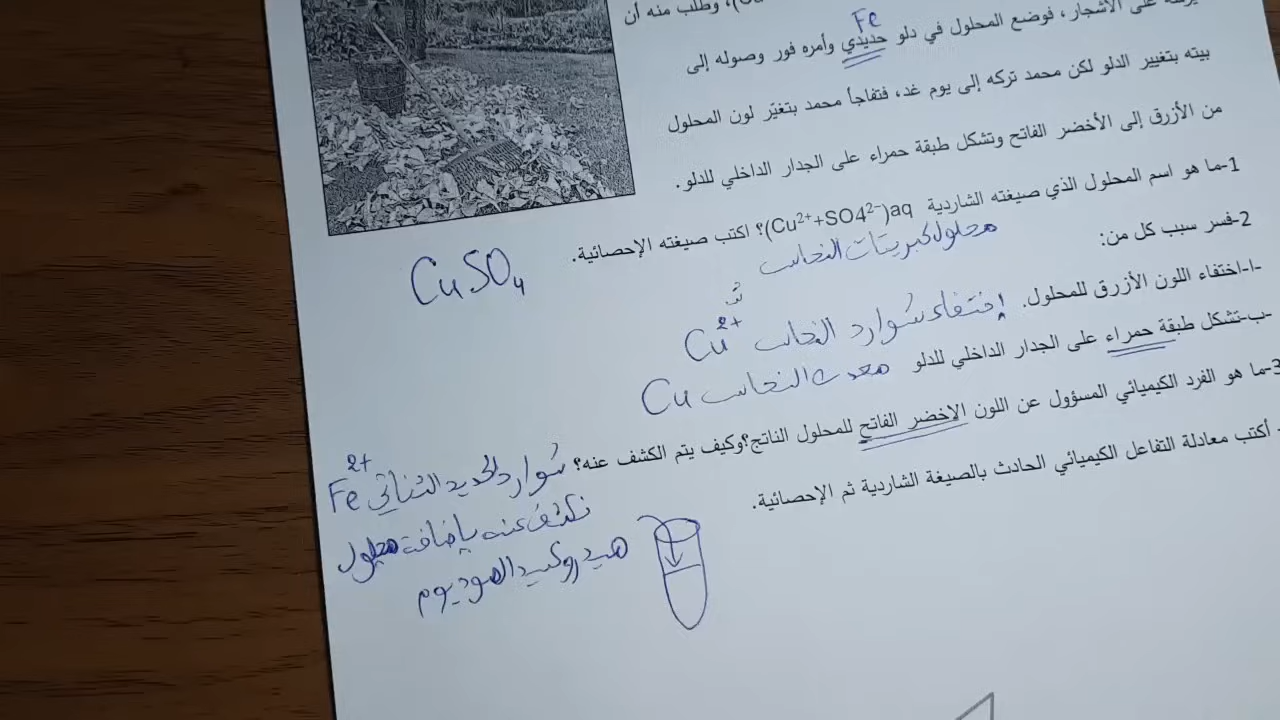 على الأشجار، فوضع المحلول في دلو حديدي وأمره فور وصوله إلى
Fe
بيته بتغيير الدلو لكن محمد تركه إلى يوم غد، فتفاجأ محمد بتغيّر لون المحلول
من الأزرق إلى الأخضر الفاتح وتشكل طبقة حمراء على الجدار الداخلي للدلو.
1-ما هو اسم المحلول الذي صيغته الشاردية (Cu²⁺+SO4²⁻)aq؟ اكتب صيغته الإحصائية.
محلول كبريتات النحاس
CuSO₄
2-فسر سبب كل من:
-ا-اختفاء اللون الأزرق للمحلول.
إختفاء شوارد النحاس Cu²⁺
-ب-تشكل طبقة حمراء على الجدار الداخلي للدلو
معدن النحاس Cu
3-ما هو الفرد الكيميائي المسؤول عن اللون الاخضر الفاتح للمحلول الناتج؟وكيف يتم الكشف عنه؟
شوارد الحديد الثنائي Fe²⁺
نكشف عنه بإضافة محلول
هيدروكسيد الصوديوم
أكتب معادلة التفاعل الكيميائي الحادث بالصيغة الشاردية ثم الإحصائية.